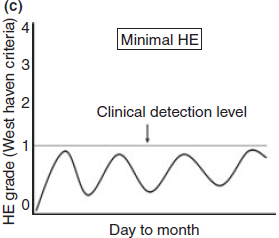 (c)
HE grade (West haven criteria)
4
3
2
1
0
Minimal HE
Clinical detection level
Day to month